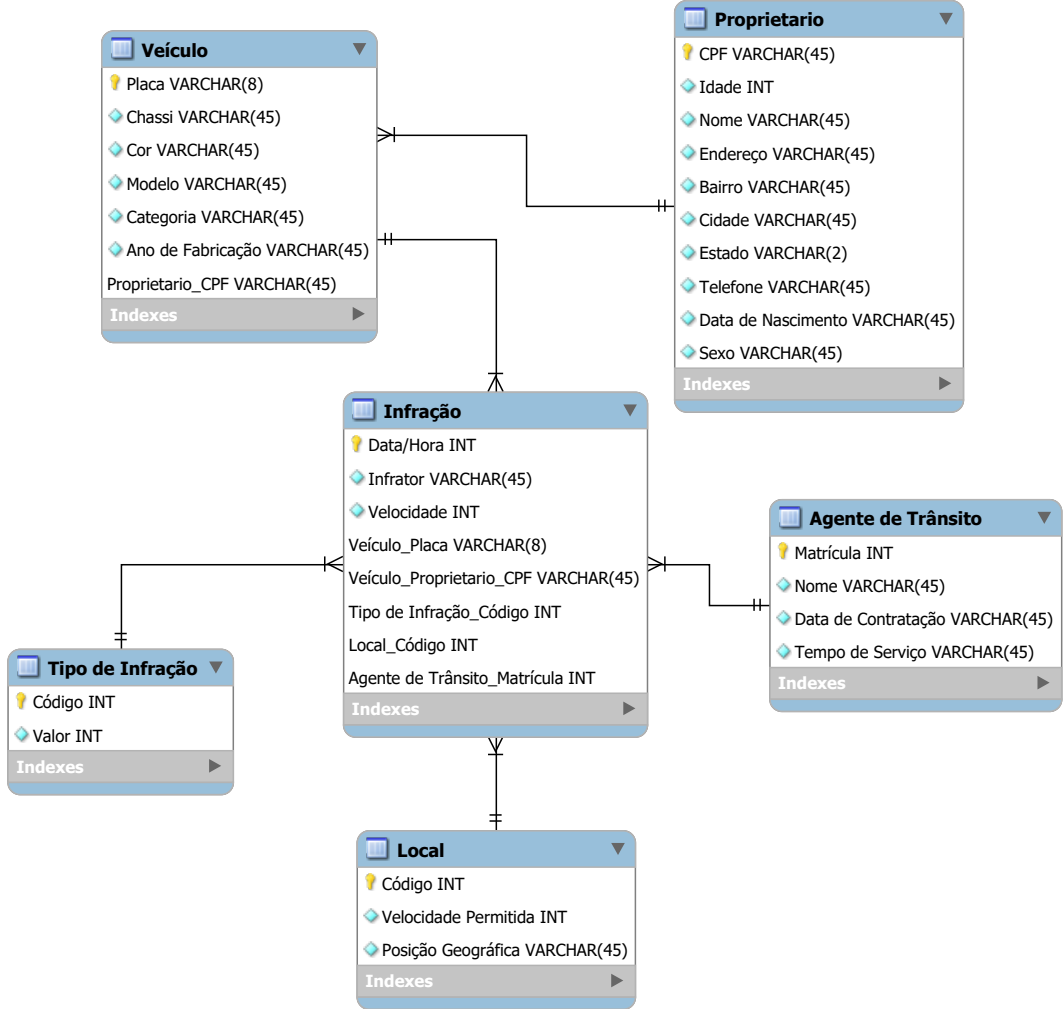 Veículo
Placa VARCHAR(8)
Chassi VARCHAR(45)
Cor VARCHAR(45)
Modelo VARCHAR(45)
Categoria VARCHAR(45)
Ano de Fabricação VARCHAR(45)
Proprietario_CPF VARCHAR(45)
Indexes
Proprietario
CPF VARCHAR(45)
Idade INT
Nome VARCHAR(45)
Endereço VARCHAR(45)
Bairro VARCHAR(45)
Cidade VARCHAR(45)
Estado VARCHAR(2)
Telefone VARCHAR(45)
Data de Nascimento VARCHAR(45)
Sexo VARCHAR(45)
Indexes
Infração
Data/Hora INT
Infrator VARCHAR(45)
Velocidade INT
Veículo_Placa VARCHAR(8)
Veículo_Proprietario_CPF VARCHAR(45)
Tipo de Infração_Código INT
Local_Código INT
Agente de Trânsito_Matrícula INT
Indexes
Agente de Trânsito
Matrícula INT
Nome VARCHAR(45)
Data de Contratação VARCHAR(45)
Tempo de Serviço VARCHAR(45)
Indexes
Tipo de Infração
Código INT
Valor INT
Indexes
Local
Código INT
Velocidade Permitida INT
Posição Geográfica VARCHAR(45)
Indexes